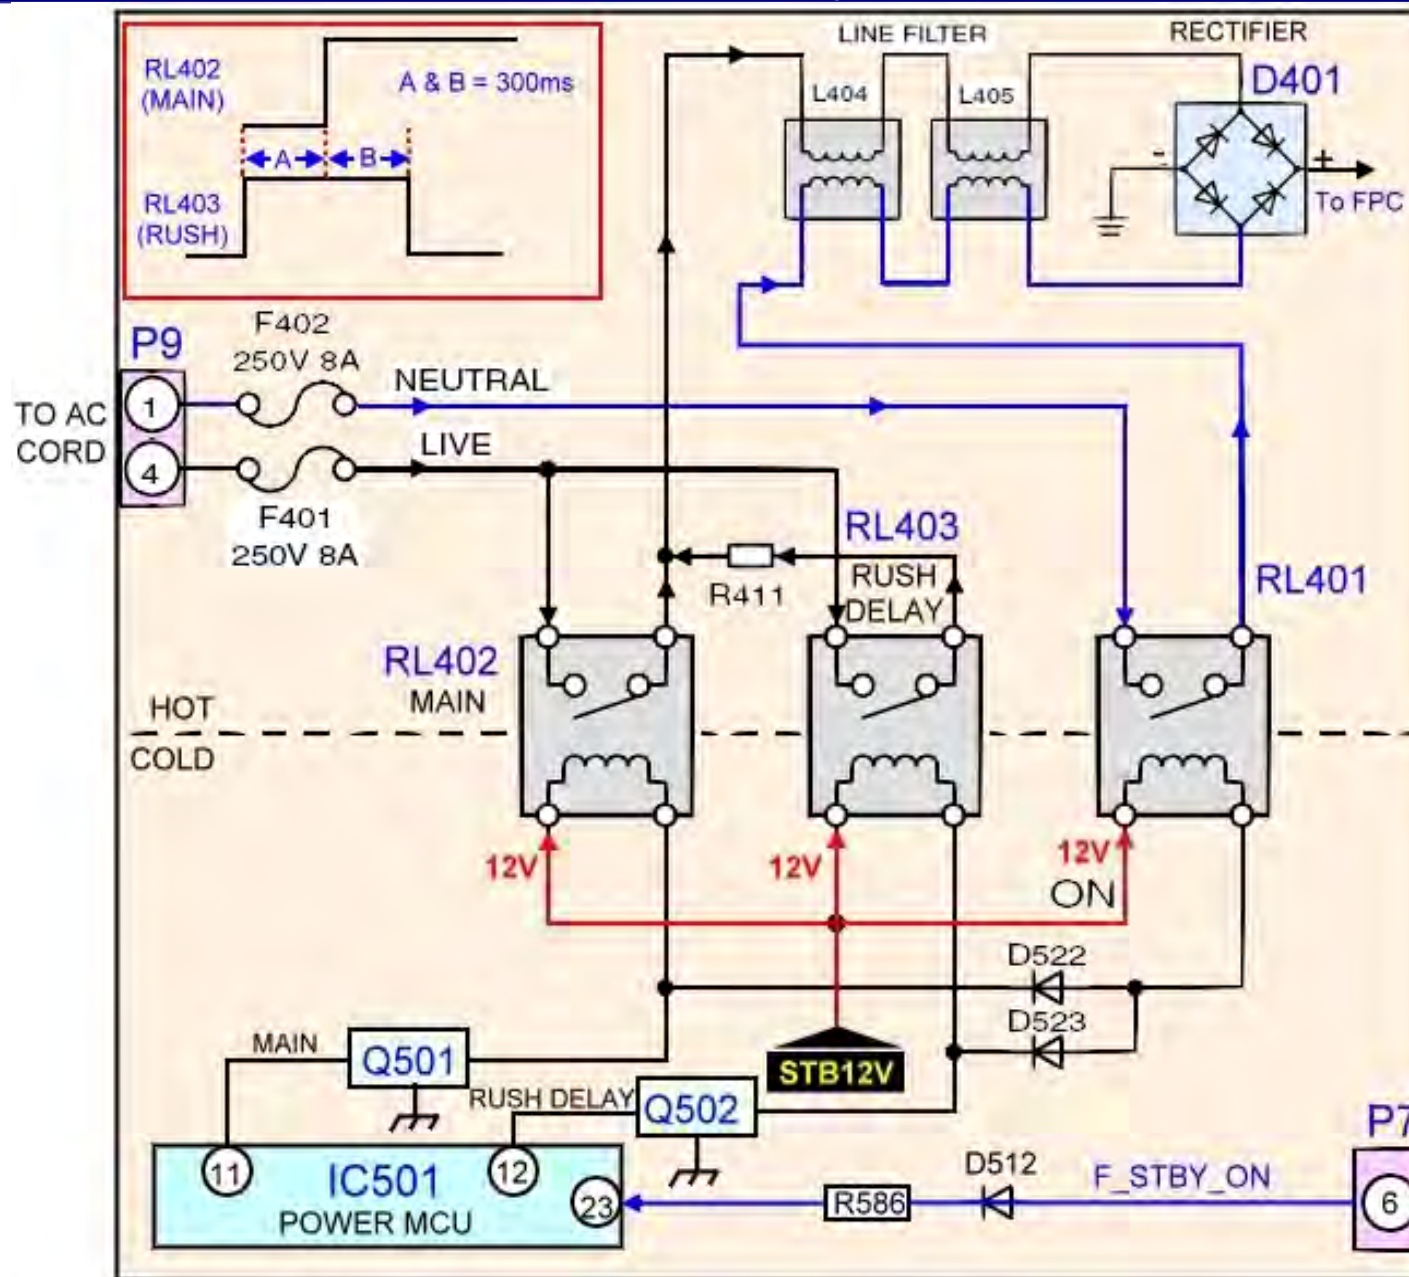 RL402
(MAIN)
A & B = 300ms
A
B
RL403
(RUSH)
LINE FILTER
RECTIFIER
L404
L405
D401
-
+
To FPC
P9
F402
250V 8A
NEUTRAL
1
TO AC
CORD
LIVE
4
F401
250V 8A
RL403
RUSH
DELAY
R411
RL401
RL402
MAIN
HOT
COLD
12V
12V
12V
ON
D522
D523
STB12V
MAIN
Q501
RUSH DELAY
Q502
11
IC501
POWER MCU
12
23
R586
D512
F_STBY_ON
P7
6